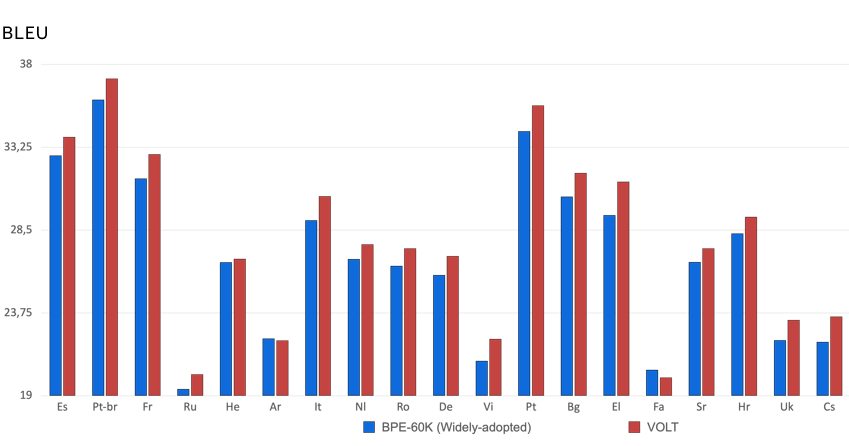 BLEU
38
33,25
28,5
23,75
19
Es Pt-br Fr Ru He Ar It Nl Ro De Vi Pt Bg El Fa Sr Hr Uk Cs
BPE-60K (Widely-adopted) VOLT